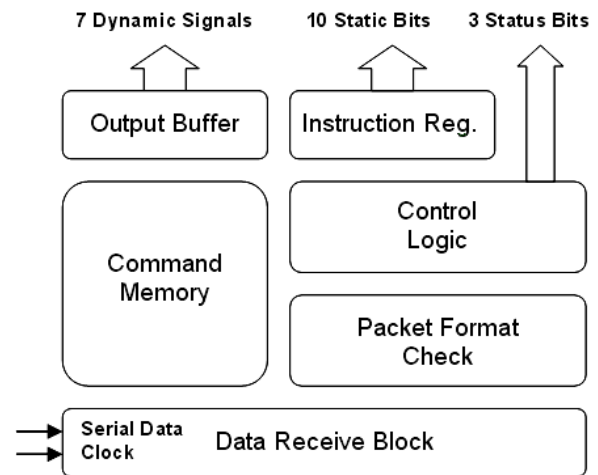 7 Dynamic Signals 10 Static Bits 3 Status Bits
Output Buffer
Instruction Reg.
Command
Memory
Control
Logic
Packet Format
Check
Serial Data
Clock
Data Receive Block